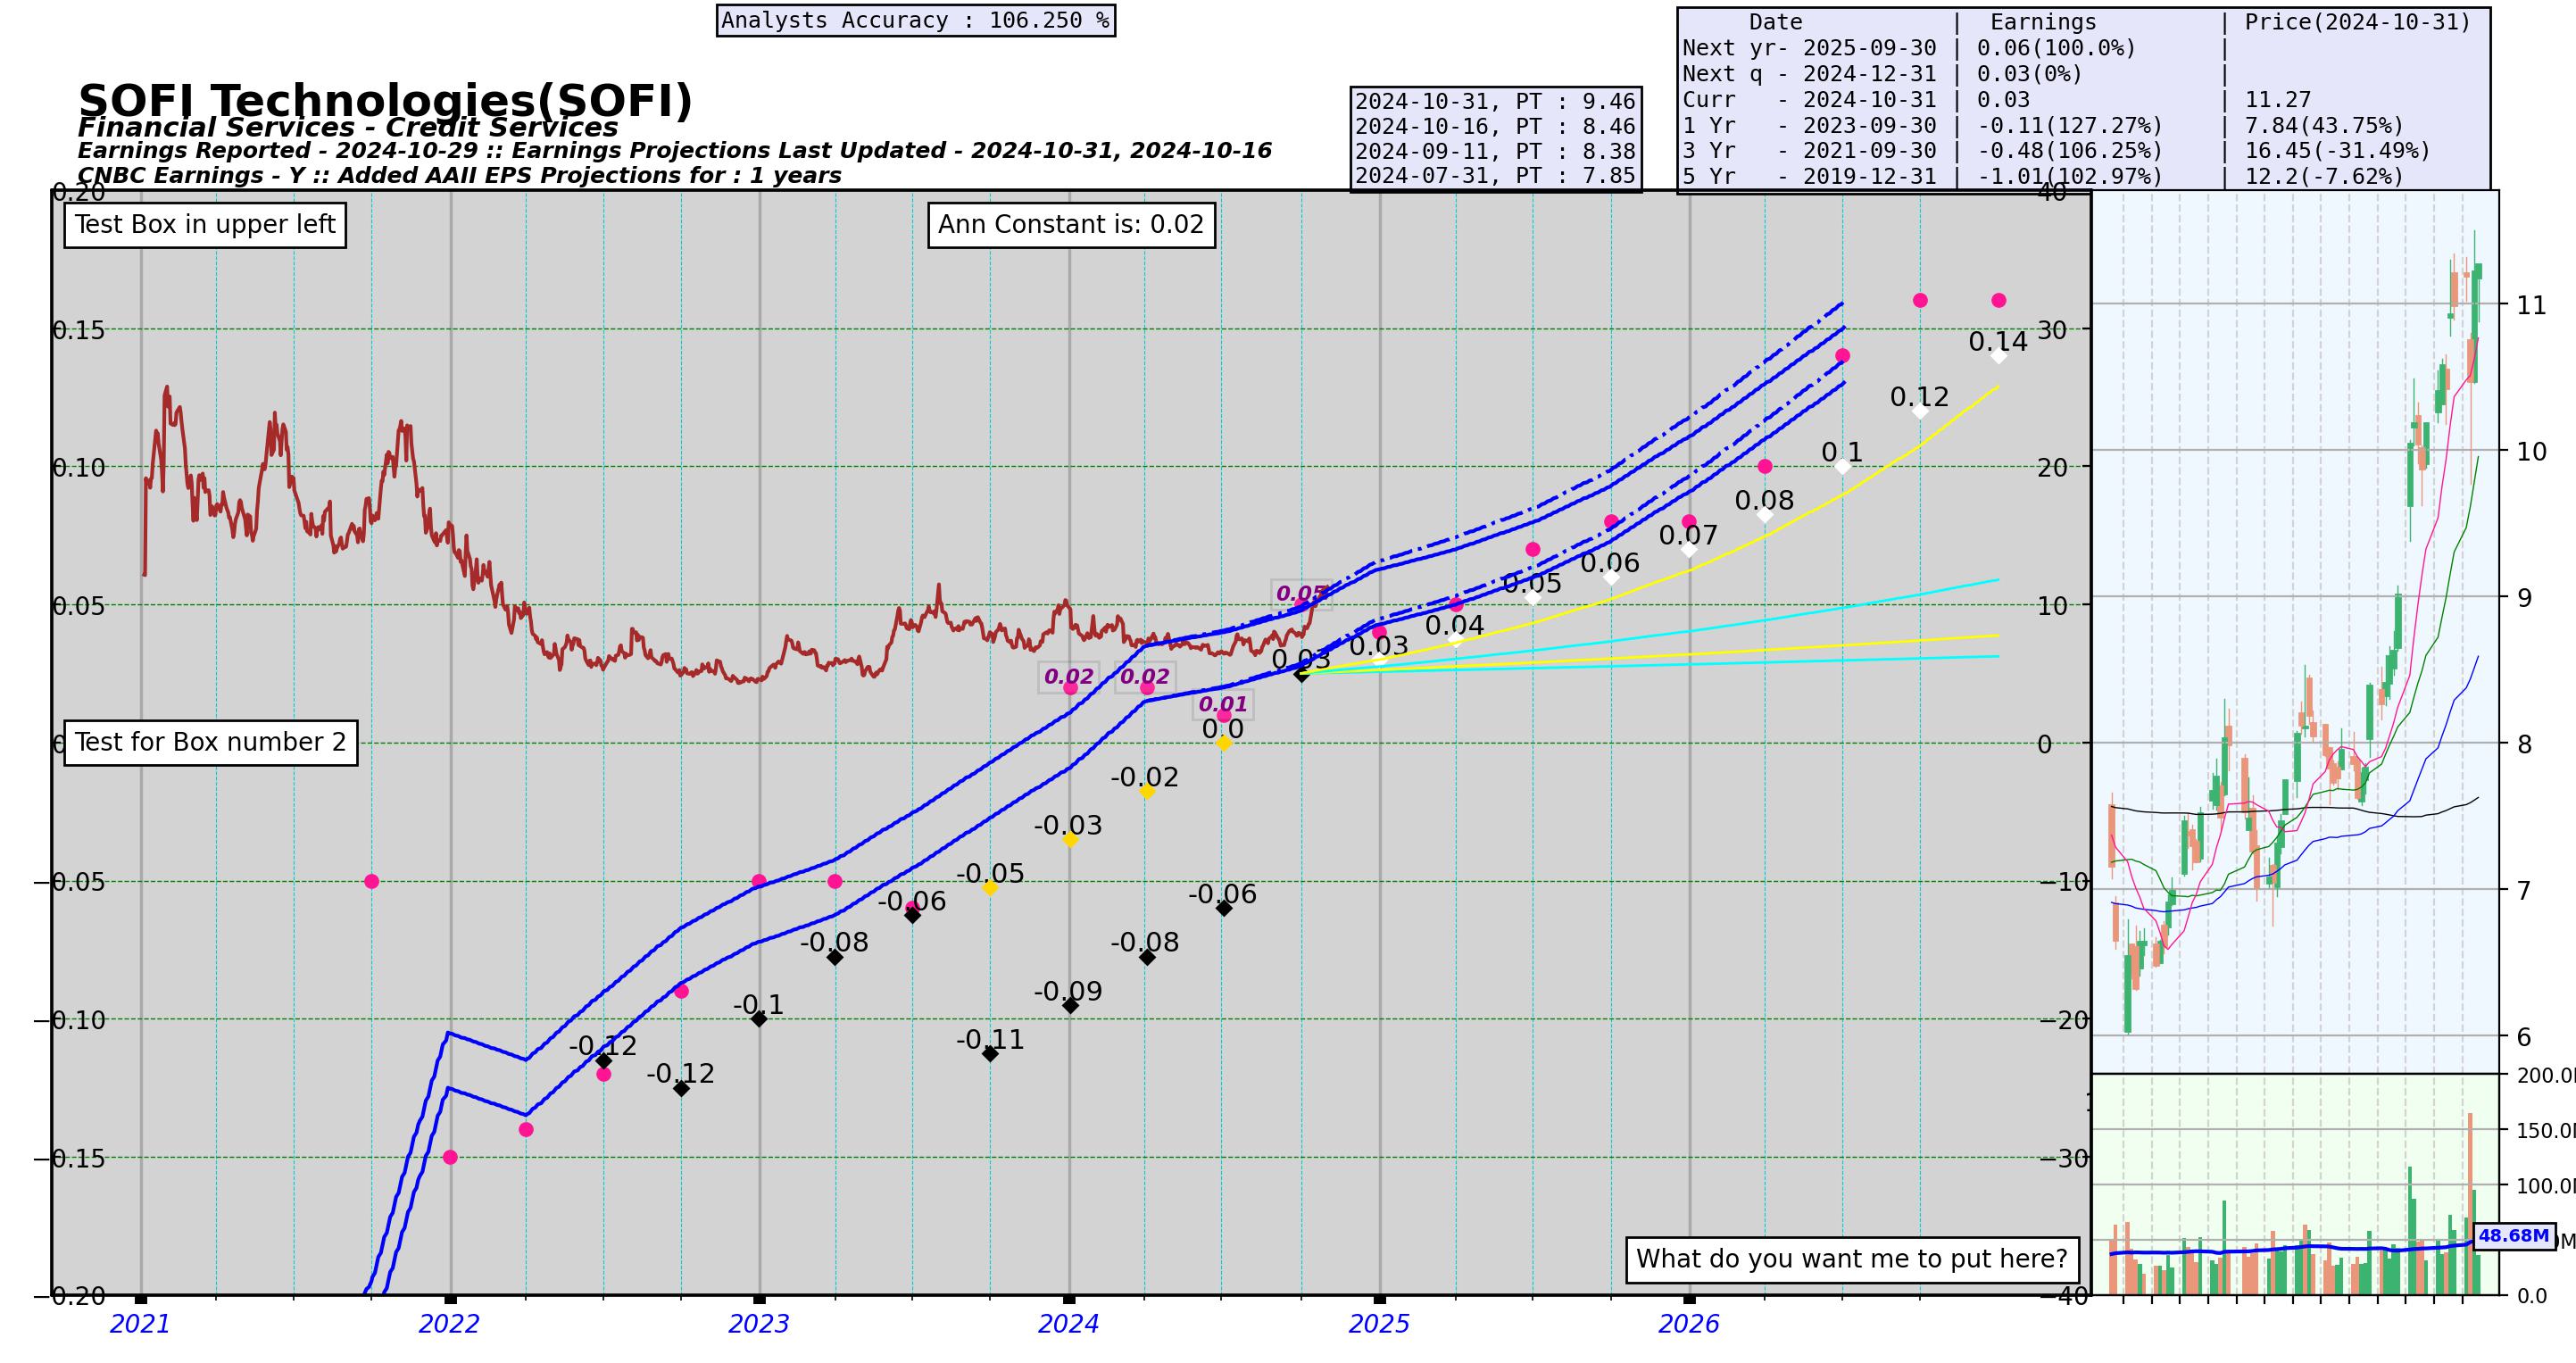 Analysts Accuracy : 106.250 %
Date | Earnings | Price(2024-10-31)
Next yr- 2025-09-30 | 0.06(100.0%) |
Next q - 2024-12-31 | 0.03(0%) |
Curr - 2024-10-31 | 0.03 | 11.27
1 Yr - 2023-09-30 | -0.11(127.27%) | 7.84(43.75%)
3 Yr - 2021-09-30 | -0.48(106.25%) | 16.45(-31.49%)
5 Yr - 2019-12-31 | -1.01(102.97%) | 12.2(-7.62%)
SOFI Technologies(SOFI)
Financial Services - Credit Services
Earnings Reported - 2024-10-29 :: Earnings Projections Last Updated - 2024-10-31, 2024-10-16
CNBC Earnings - Y :: Added AAII EPS Projections for : 1 years
2024-10-31, PT : 9.46
2024-10-16, PT : 8.46
2024-09-11, PT : 8.38
2024-07-31, PT : 7.85
Test Box in upper left
Ann Constant is: 0.02
Test for Box number 2
What do you want me to put here?
0.20
0.15
0.10
0.05
0
−0.05
−0.10
−0.15
−0.20
-0.12
-0.12
-0.1
-0.08
-0.06
-0.05
-0.11
-0.03
-0.09
-0.02
-0.08
0.0
-0.06
0.02
0.02
0.01
0.05
0.03
0.03
0.04
0.05
0.06
0.07
0.08
0.1
0.12
0.14
40
30
20
10
0
−10
−20
−30
−40
11
10
9
8
7
6
200.0
150.0
100.0
48.68M
0.0
2021
2022
2023
2024
2025
2026